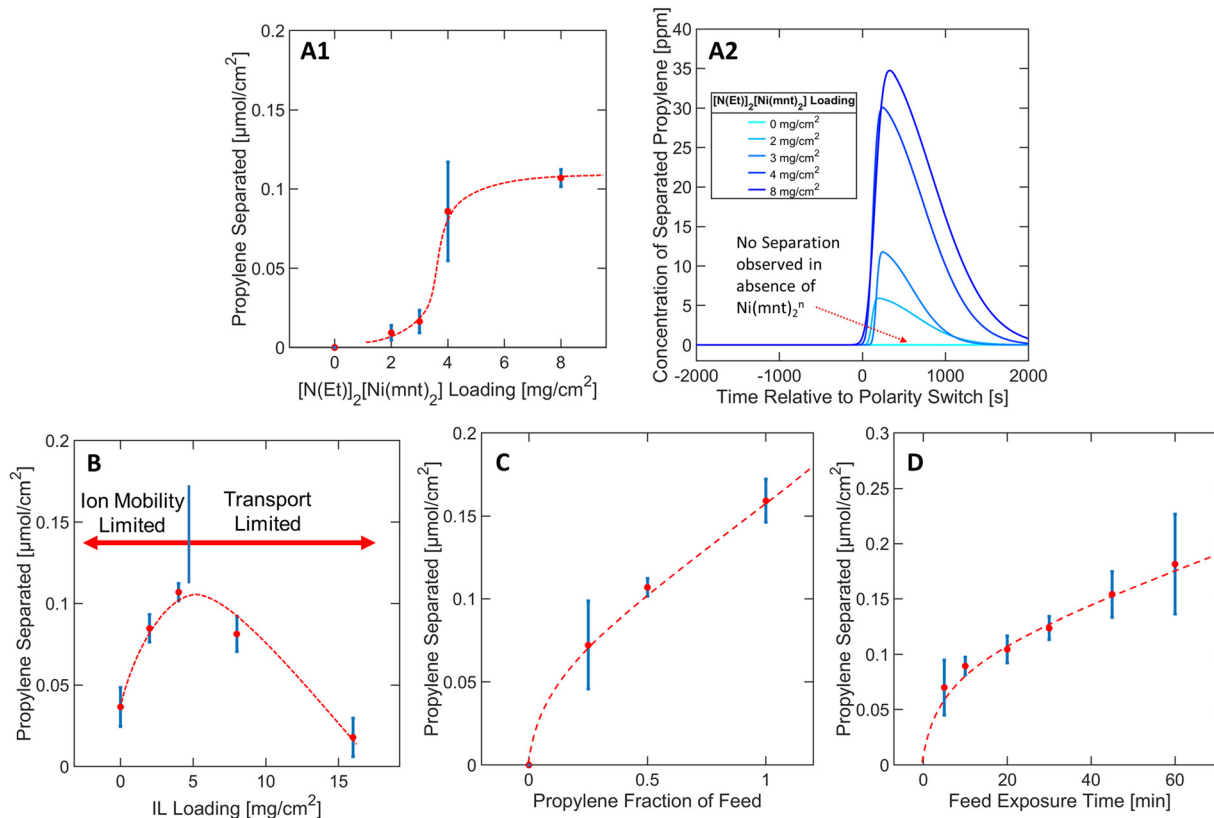 A1
Propylene Separated [µmol/cm²]
0.2
0.15
0.1
0.05
0
0
2
4
6
8
[N(Et)]₂[Ni(mnt)₂] Loading [mg/cm²]
A2
Concentration of Separated Propylene [ppm]
40
35
30
25
20
15
10
5
0
[N(Et)]₂[Ni(mnt)₂] Loading
0 mg/cm²
2 mg/cm²
3 mg/cm²
4 mg/cm²
8 mg/cm²
No Separation
observed in
absence of
Ni(mnt)₂ⁿ
-2000
-1000
0
1000
2000
Time Relative to Polarity Switch [s]
B
Propylene Separated [µmol/cm²]
0.2
0.15
0.1
0.05
0
Ion Mobility
Limited
Transport
Limited
0
5
10
15
IL Loading [mg/cm²]
C
Propylene Separated [µmol/cm²]
0.2
0.15
0.1
0.05
0
0
0.5
1
Propylene Fraction of Feed
D
Propylene Separated [µmol/cm²]
0.3
0.25
0.2
0.15
0.1
0.05
0
0
20
40
60
Feed Exposure Time [min]